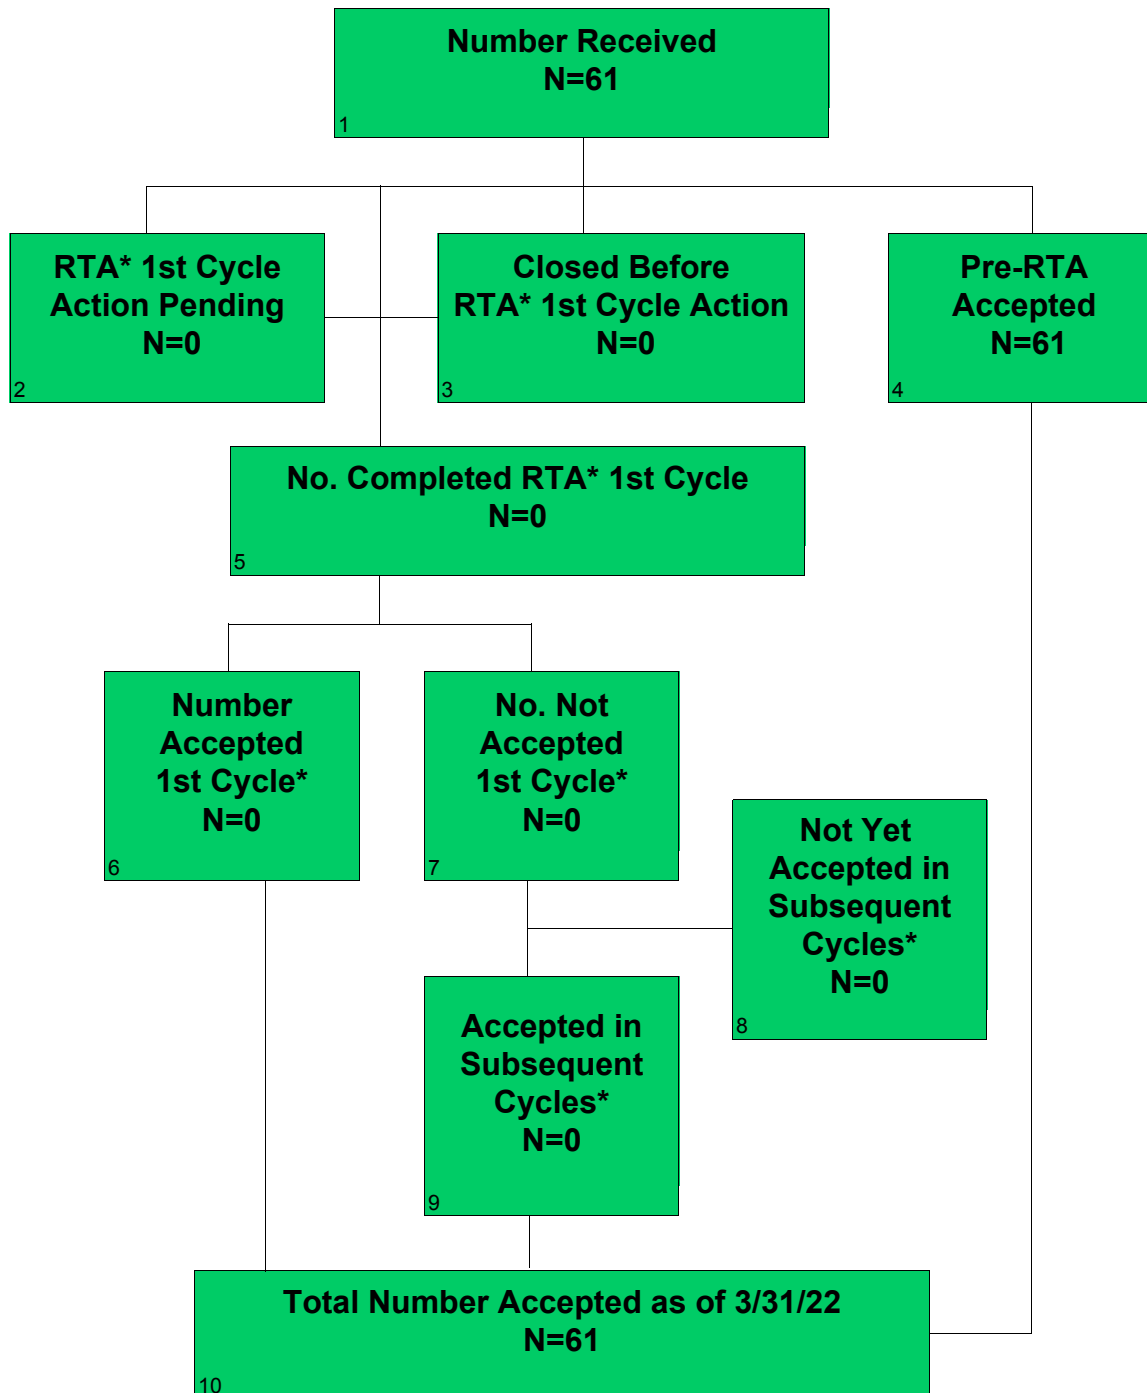 Number Received
N=61
1
RTA* 1st Cycle
Action Pending
N=0
2
Closed Before
RTA* 1st Cycle Action
N=0
3
Pre-RTA
Accepted
N=61
4
No. Completed RTA* 1st Cycle
N=0
5
Number
Accepted
1st Cycle*
N=0
6
No. Not
Accepted
1st Cycle*
N=0
7
Not Yet
Accepted in
Subsequent
Cycles*
N=0
8
Accepted in
Subsequent
Cycles*
N=0
9
Total Number Accepted as of 3/31/22
N=61
10